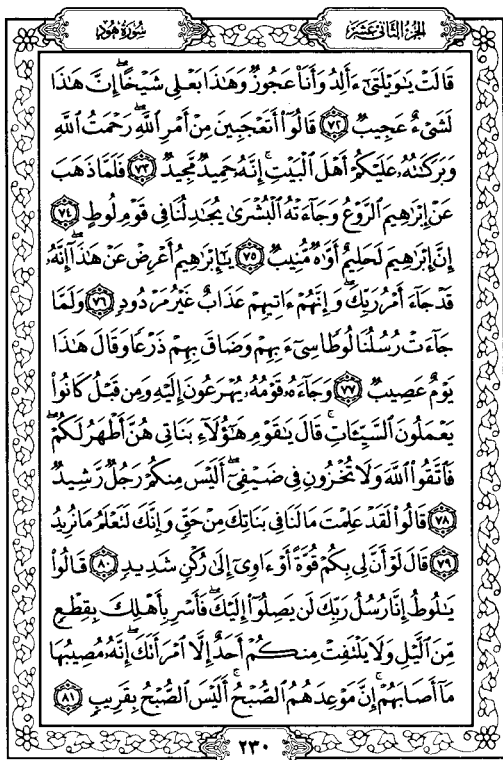 الجزء الثاني عشر
سورة هود
قَالَتْ يَٰوَيْلَتَىٰٓ ءَأَلِدُ وَأَنَا۠ عَجُوزٌ وَهَٰذَا بَعْلِى شَيْخًا ۖ إِنَّ هَٰذَا
لَشَىْءٌ عَجِيبٌ ٧٢ قَالُوٓا۟ أَتَعْجَبِينَ مِنْ أَمْرِ ٱللَّهِ ۖ رَحْمَتُ ٱللَّهِ
وَبَرَكَٰتُهُۥ عَلَيْكُمْ أَهْلَ ٱلْبَيْتِ ۚ إِنَّهُۥ حَمِيدٌ مَّجِيدٌ ٧٣ فَلَمَّا ذَهَبَ
عَنْ إِبْرَٰهِيمَ ٱلرَّوْعُ وَجَآءَتْهُ ٱلْبُشْرَىٰ يُجَٰدِلُنَا فِى قَوْمِ لُوطٍ ٧٤
إِنَّ إِبْرَٰهِيمَ لَحَلِيمٌ أَوَّٰهٌ مُّنِيبٌ ٧٥ يَٰٓإِبْرَٰهِيمُ أَعْرِضْ عَنْ هَٰذَآ ۖ إِنَّهُۥ
قَدْ جَآءَ أَمْرُ رَبِّكَ ۖ وَإِنَّهُمْ ءَاتِيهِمْ عَذَابٌ غَيْرُ مَرْدُودٍ ٧٦ وَلَمَّا
جَآءَتْ رُسُلُنَا لُوطًا سِىٓءَ بِهِمْ وَضَاقَ بِهِمْ ذَرْعًا وَقَالَ هَٰذَا
يَوْمٌ عَصِيبٌ ٧٧ وَجَآءَهُۥ قَوْمُهُۥ يُهْرَعُونَ إِلَيْهِ وَمِن قَبْلُ كَانُوا۟
يَعْمَلُونَ ٱلسَّيِّـَٔاتِ ۚ قَالَ يَٰقَوْمِ هَٰٓؤُلَآءِ بَنَاتِى هُنَّ أَطْهَرُ لَكُمْ ۖ
فَٱتَّقُوا۟ ٱللَّهَ وَلَا تُخْزُونِ فِى ضَيْفِىٓ ۖ أَلَيْسَ مِنكُمْ رَجُلٌ رَّشِيدٌ
٧٨ قَالُوا۟ لَقَدْ عَلِمْتَ مَا لَنَا فِى بَنَاتِكَ مِنْ حَقٍّ وَإِنَّكَ لَتَعْلَمُ مَا نُرِيدُ
٧٩ قَالَ لَوْ أَنَّ لِى بِكُمْ قُوَّةً أَوْ ءَاوِىٓ إِلَىٰ رُكْنٍ شَدِيدٍ ٨٠ قَالُوا۟
يَٰلُوطُ إِنَّا رُسُلُ رَبِّكَ لَن يَصِلُوٓا۟ إِلَيْكَ ۖ فَأَسْرِ بِأَهْلِكَ بِقِطْعٍ
مِّنَ ٱلَّيْلِ وَلَا يَلْتَفِتْ مِنكُمْ أَحَدٌ إِلَّا ٱمْرَأَتَكَ ۖ إِنَّهُۥ مُصِيبُهَا
مَآ أَصَابَهُمْ ۚ إِنَّ مَوْعِدَهُمُ ٱلصُّبْحُ ۚ أَلَيْسَ ٱلصُّبْحُ بِقَرِيبٍ ٨١
٢٣٠